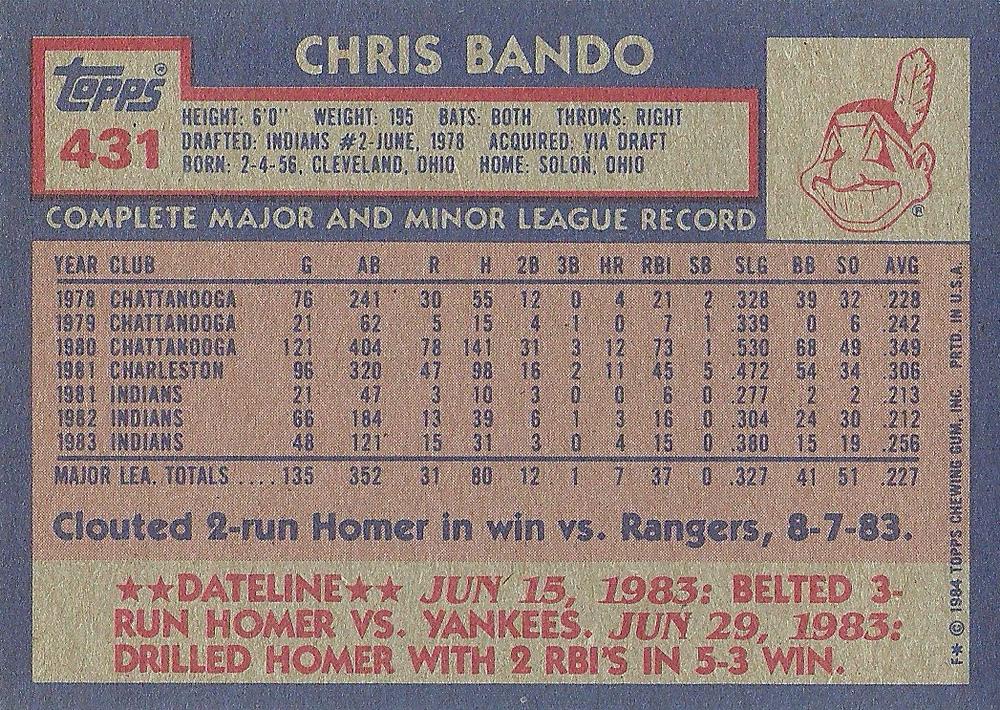 CHRIS BANDO
topps®
431
HEIGHT: 6'0" WEIGHT: 195 BATS: BOTH THROWS: RIGHT
DRAFTED: INDIANS #2-JUNE, 1978 ACQUIRED: VIA DRAFT
BORN: 2-4-56, CLEVELAND, OHIO HOME: SOLON, OHIO
®
COMPLETE MAJOR AND MINOR LEAGUE RECORD
YEAR CLUB G AB R H 2B 3B HR RBI SB SLG BB SO AVG
1978 CHATTANOOGA 76 241 30 55 12 0 4 21 2 .328 39 32 .228
1979 CHATTANOOGA 21 62 5 15 4 1 0 7 1 .339 0 6 .242
1980 CHATTANOOGA 121 404 78 141 31 3 12 73 1 .530 68 49 .349
1981 CHARLESTON 96 320 47 98 16 2 11 45 5 .472 54 34 .306
1981 INDIANS 21 47 3 10 3 0 0 6 0 .277 2 2 .213
1982 INDIANS 66 184 13 39 6 1 3 16 0 .304 24 30 .212
1983 INDIANS 48 121 15 31 3 0 4 15 0 .380 15 19 .256
MAJOR LEA. TOTALS .... 135 352 31 80 12 1 7 37 0 .327 41 51 .227
Clouted 2-run Homer in win vs. Rangers, 8-7-83.
★★DATELINE★★ JUN 15, 1983: BELTED 3-
RUN HOMER VS. YANKEES. JUN 29, 1983:
DRILLED HOMER WITH 2 RBI'S IN 5-3 WIN.
F* © 1984 TOPPS CHEWING GUM, INC. PRTD. IN U.S.A.